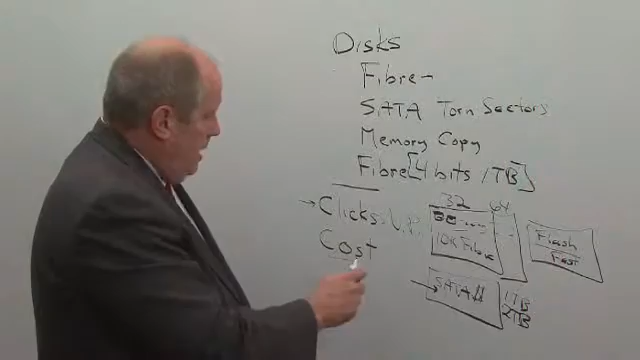 Disks
Fibre-
SATA Torn Sectors
Memory Copy
Fibre [4 bits / TB]
Clicks
Cost
32 64
10K Fibre
Flash
Fast
SATA
1TB
2TB